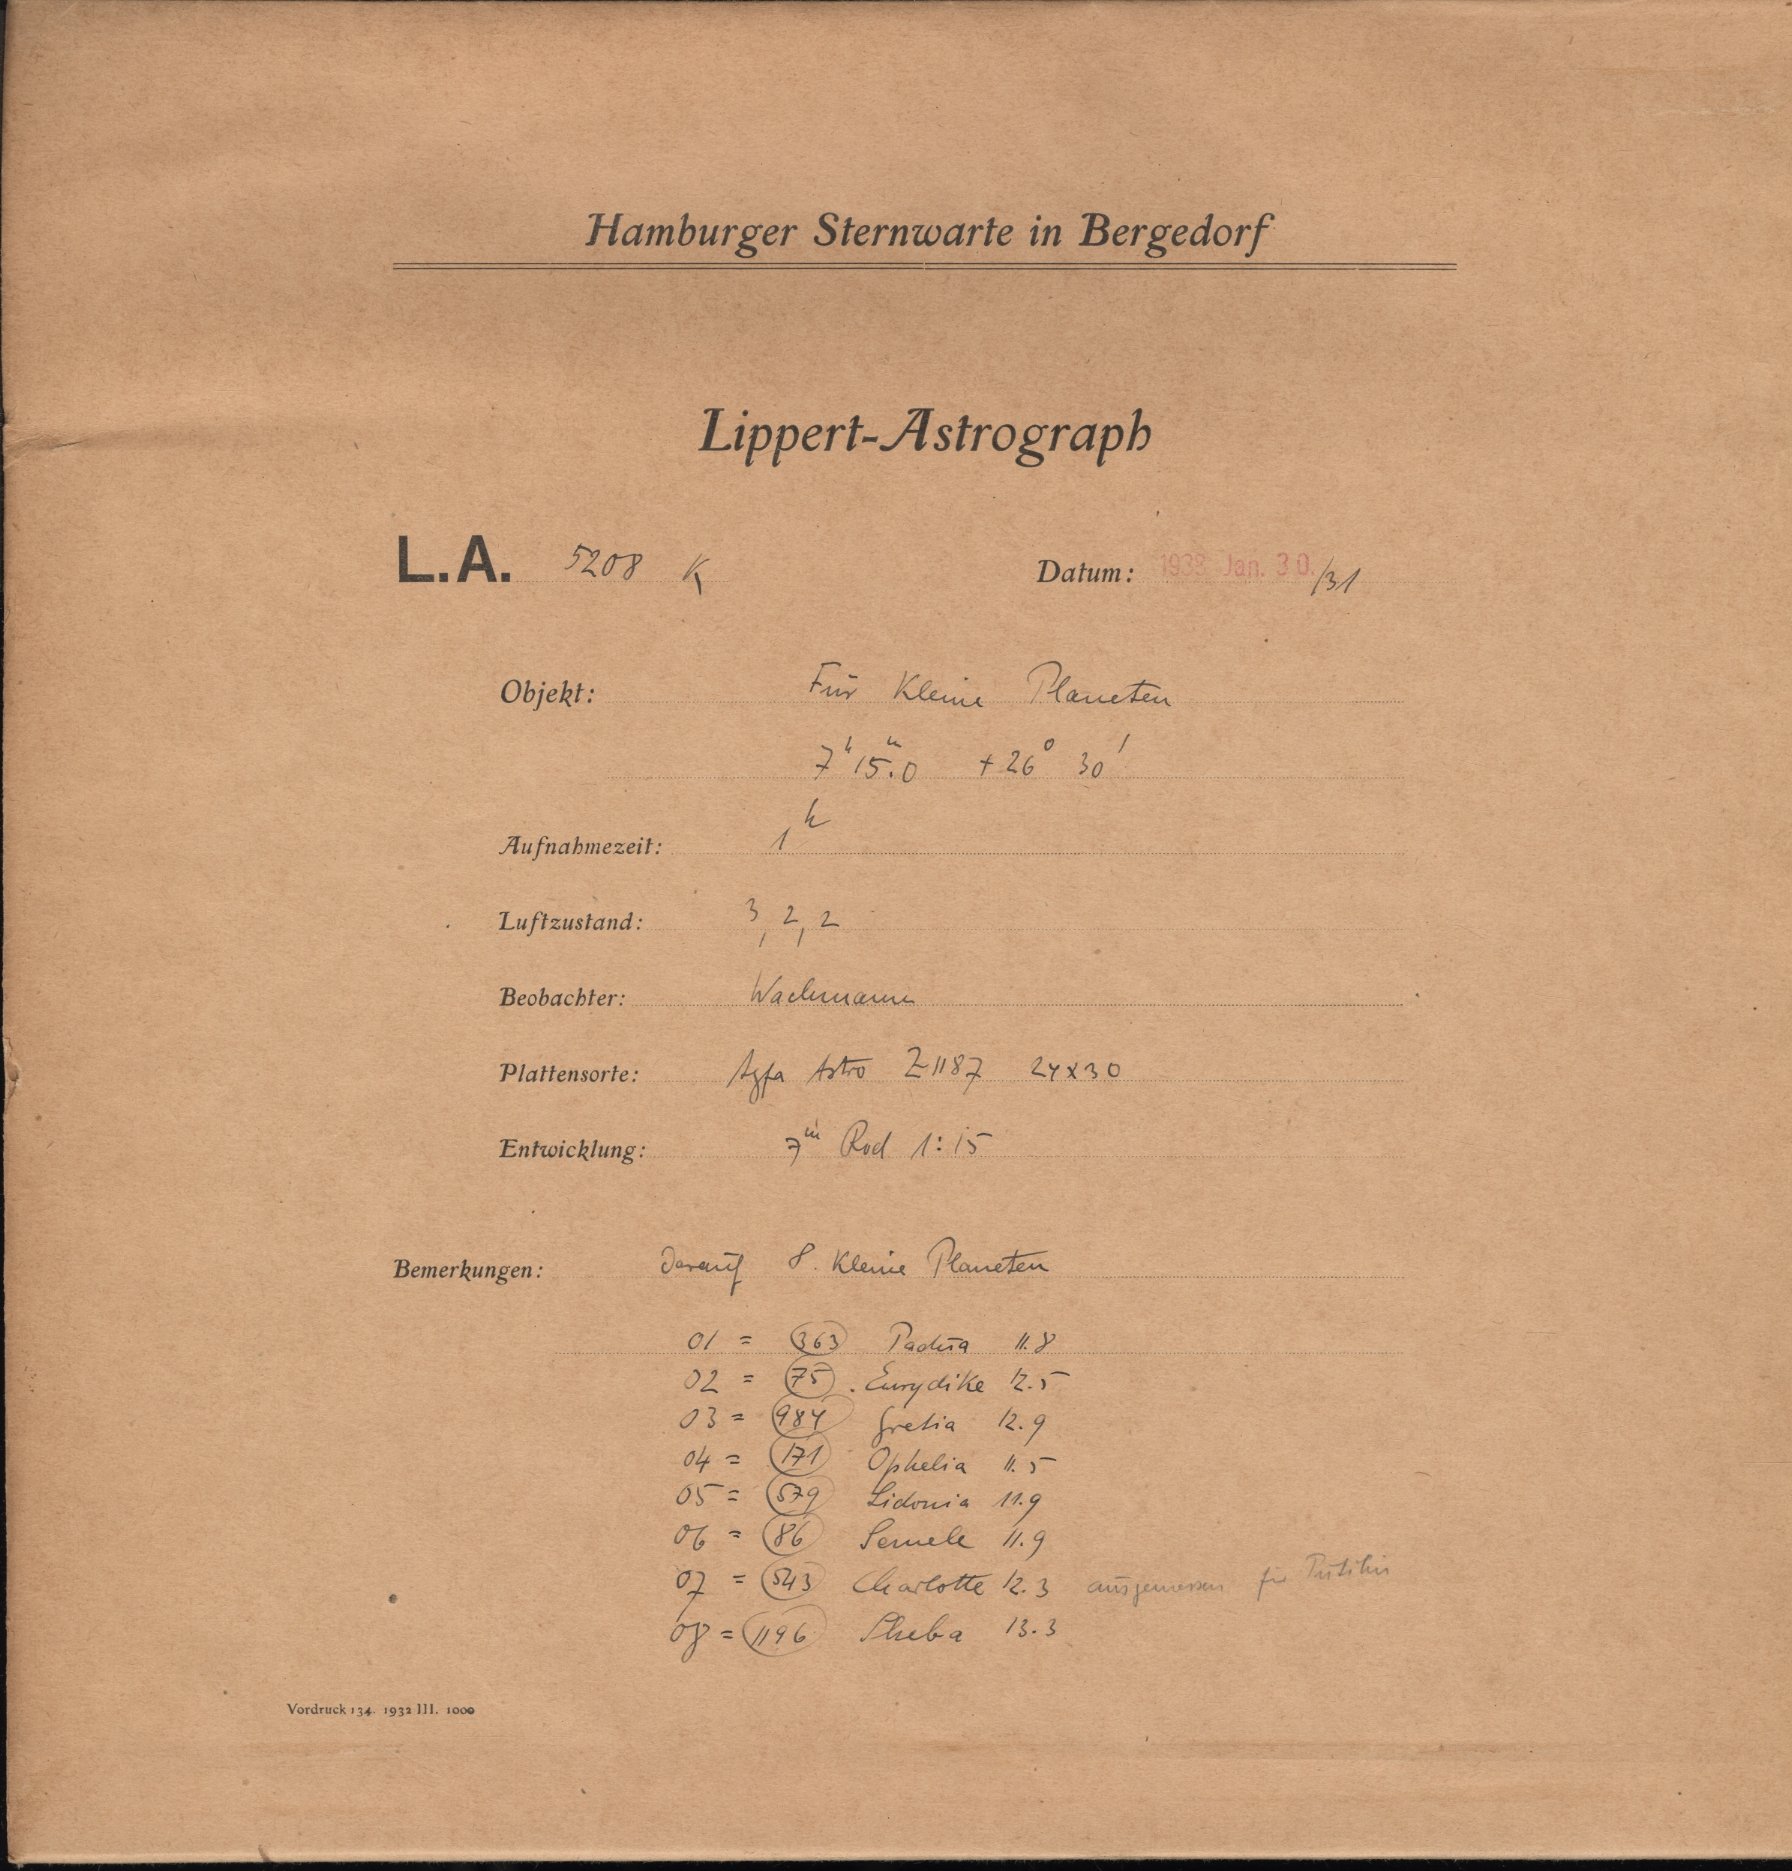 Hamburger Sternwarte in Bergedorf
Lippert-Astrograph
L.A. 5208 K Datum: 1938 Jan. 30./31
Objekt: Für Kleine Planeten
7h 15m.0 +26° 30'
Aufnahmezeit: 1h
Luftzustand: 3, 2, 2
Beobachter: Wachmann
Plattensorte: Agfa Astro Z1187 24x30
Entwicklung: 7m Rod 1:15
Bemerkungen: Darauf 8. Kleine Planeten
01 = 363 Padua 11.8
02 = 75 . Eurydike 12.5
03 = 984 Gretia 12.9
04 = 171 Ophelia 11.5
05 = 579 Sidonia 11.9
06 = 86 Semele 11.9
07 = 543 Charlotte 12.3 ausgemessen für
08 = 1196 Sheba 13.3
Vordruck 134. 1932 III. 1000